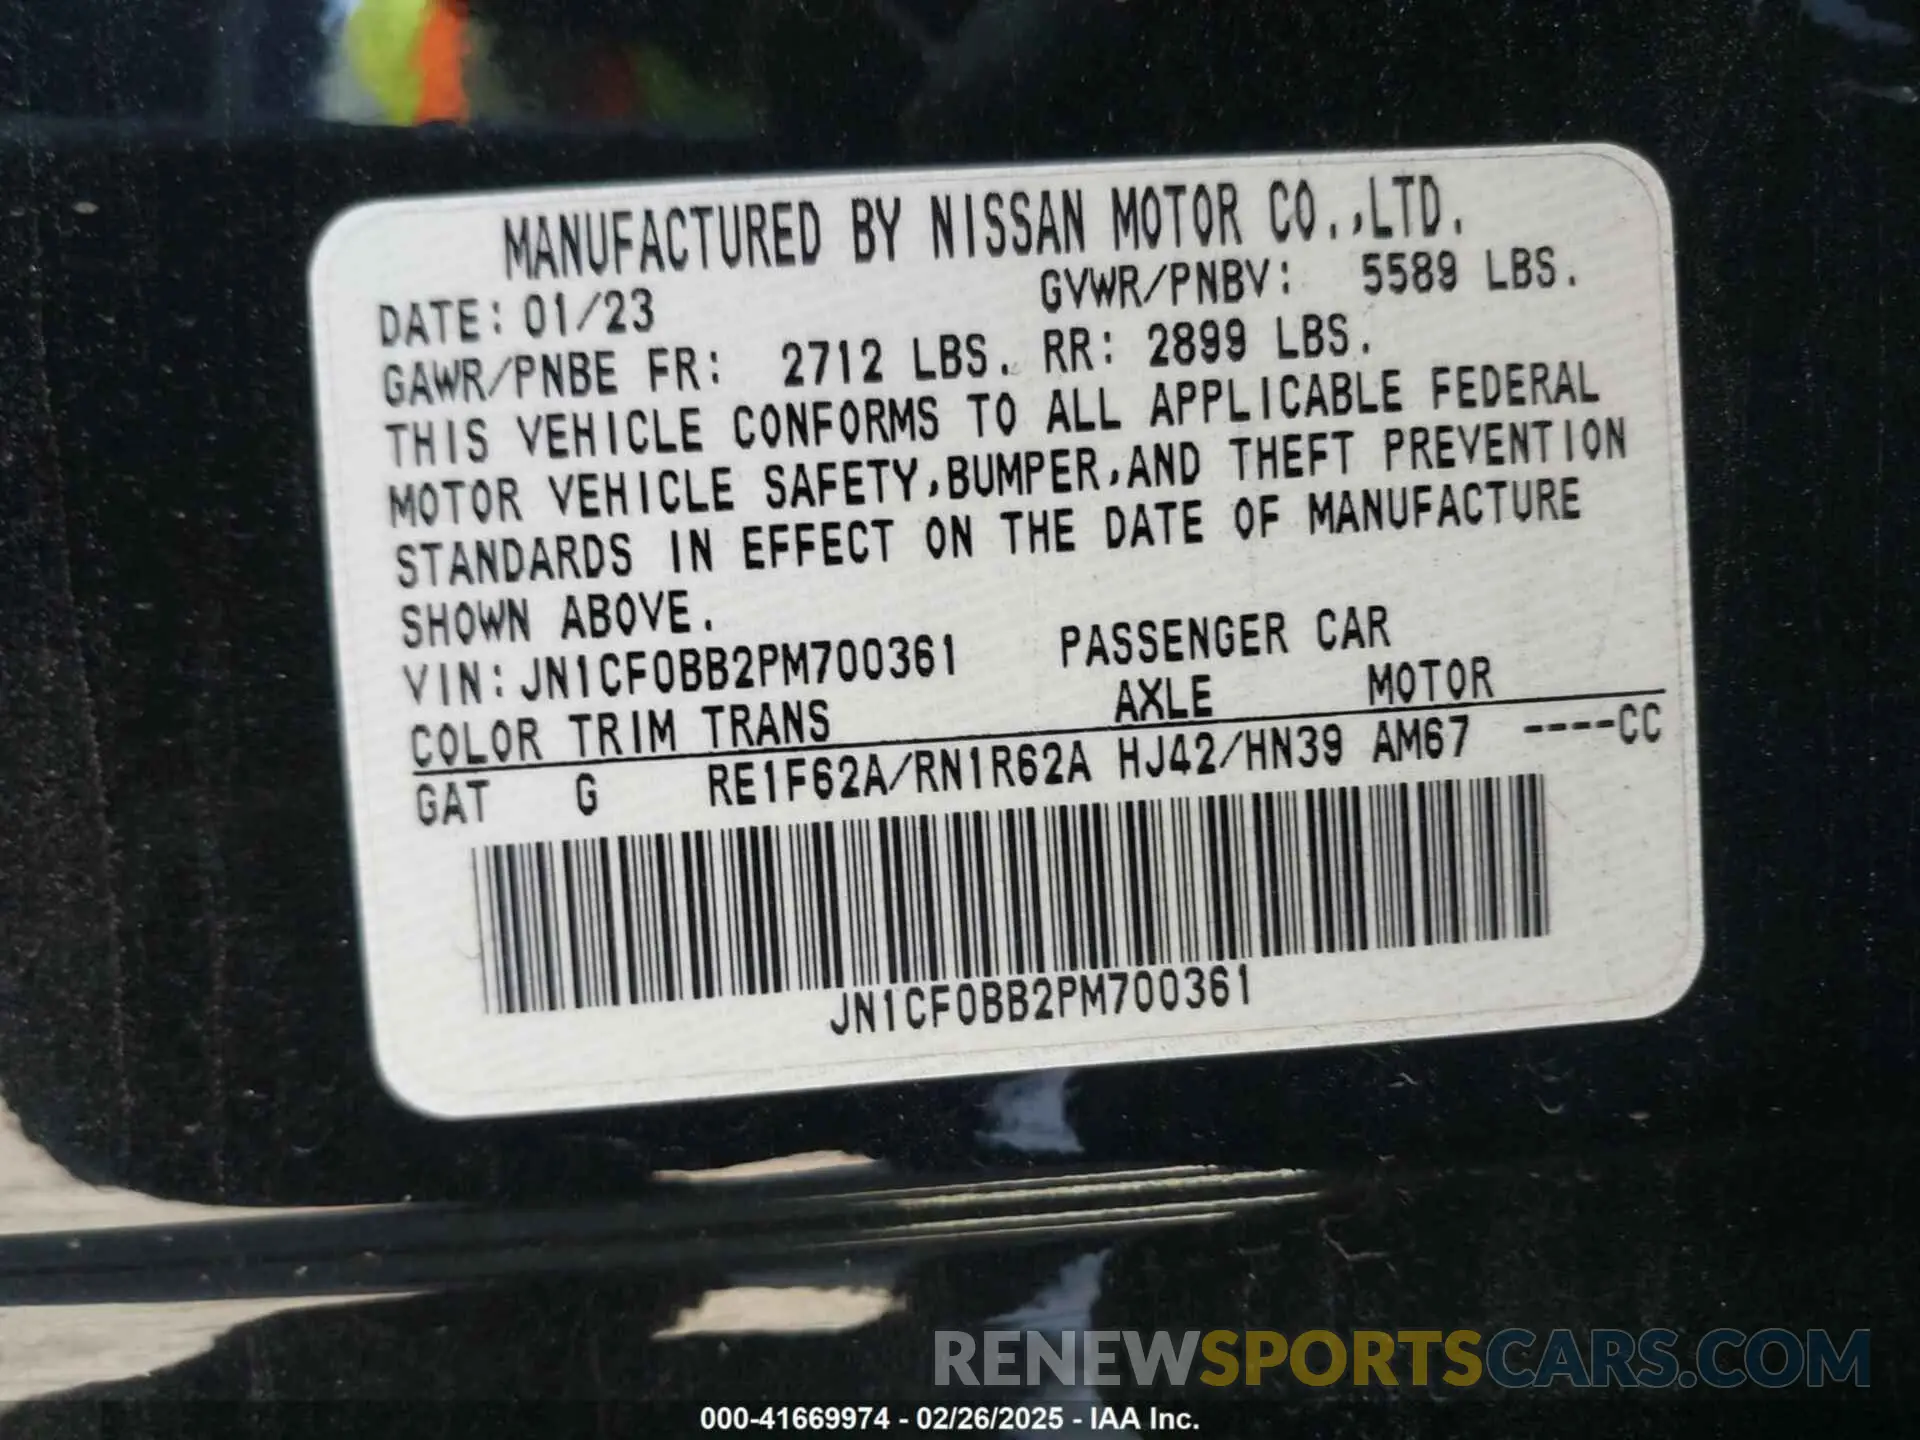 MANUFACTURED BY NISSAN MOTOR CO.,LTD.
DATE: 01/23 GVWR/PNBV: 5589 LBS.
GAWR/PNBE FR: 2712 LBS. RR: 2899 LBS.
THIS VEHICLE CONFORMS TO ALL APPLICABLE FEDERAL
MOTOR VEHICLE SAFETY,BUMPER,AND THEFT PREVENTION
STANDARDS IN EFFECT ON THE DATE OF MANUFACTURE
SHOWN ABOVE.
VIN: JN1CF0BB2PM700361 PASSENGER CAR
COLOR TRIM TRANS AXLE MOTOR
GAT G RE1F62A/RN1R62A HJ42/HN39 AM67 ----CC
JN1CF0BB2PM700361
RENEWSPORTSCARS.COM
000-41669974 - 02/26/2025 - IAA Inc.